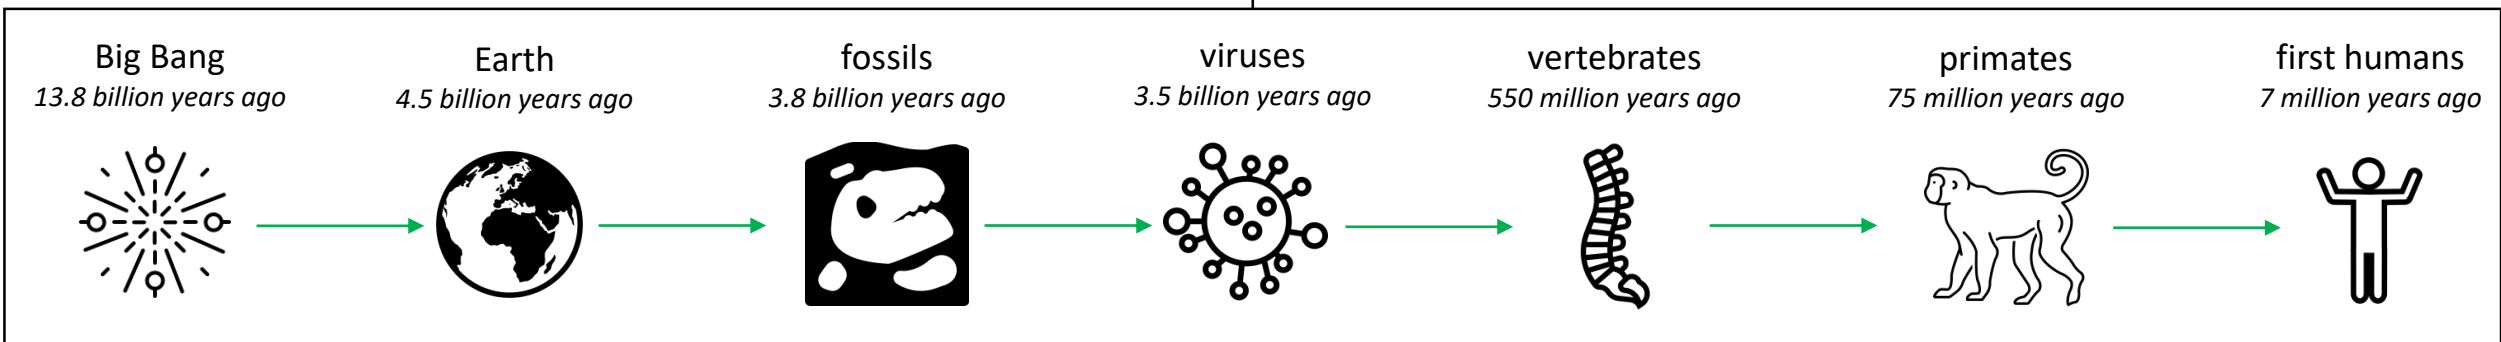 Big Bang
13.8 billion years ago
Earth
4.5 billion years ago
fossils
3.8 billion years ago
viruses
3.5 billion years ago
vertebrates
550 million years ago
primates
75 million years ago
first humans
7 million years ago